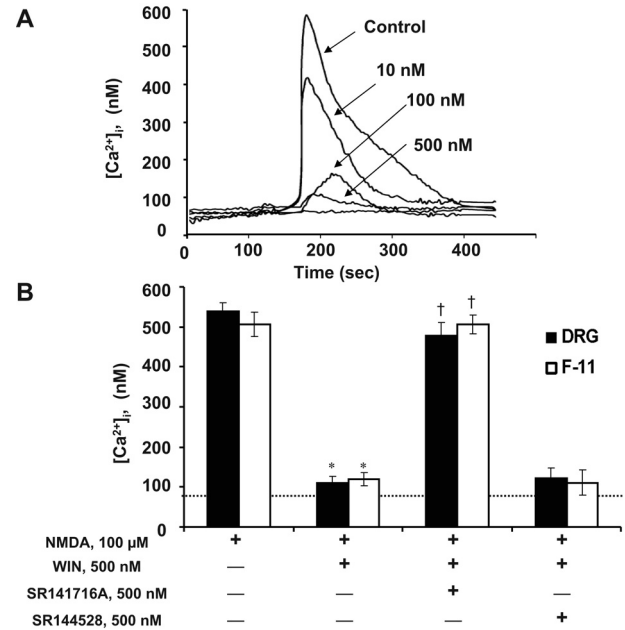 A
600
500
400
300
200
100
0
[Ca²⁺]ᵢ, (nM)
Control
10 nM
100 nM
500 nM
0 100 200 300 400
Time (sec)
B
600
500
400
300
200
100
0
[Ca²⁺]ᵢ, (nM)
† †
* *
DRG
F-11
NMDA, 100 µM + + + +
WIN, 500 nM — + + +
SR141716A, 500 nM — — + —
SR144528, 500 nM — — — +